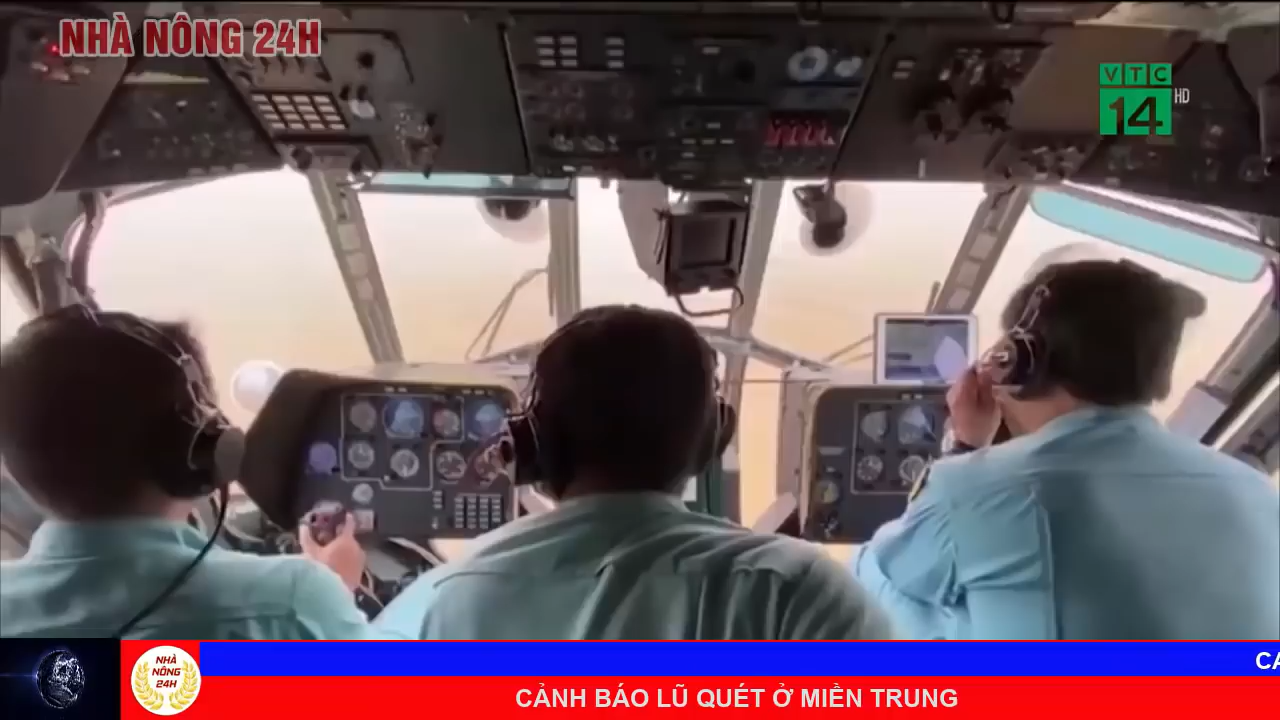 NHÀ NÔNG 24H
VTC
14 HD
CA
NHÀ
NÔNG
24H
CẢNH BÁO LŨ QUÉT Ở MIỀN TRUNG